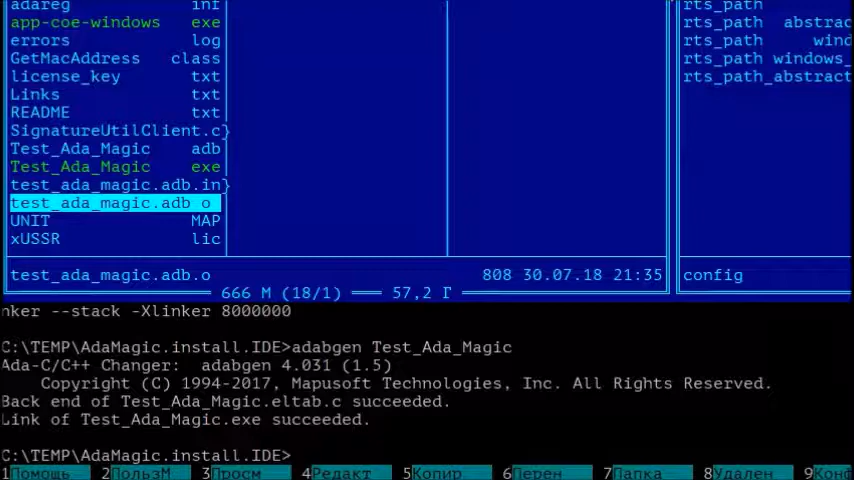 adareg inf
app-coe-windows exe
errors log
GetMacAddress class
license_key txt
Links txt
README txt
SignatureUtilClient.c}
Test_Ada_Magic adb
Test_Ada_Magic exe
test_ada_magic.adb.in}
test_ada_magic.adb o
UNIT MAP
xUSSR lic
test_ada_magic.adb.o 808 30.07.18 21:35
666 М (18/1) 57,2 Г
rts_path
rts_path abstrac
rts_path wind
rts_path windows_
rts_path_abstract
config
nker --stack -Xlinker 8000000
C:\TEMP\AdaMagic.install.IDE>adabgen Test_Ada_Magic
Ada-C/C++ Changer: adabgen 4.031 (1.5)
Copyright (C) 1994-2017, Mapusoft Technologies, Inc. All Rights Reserved.
Back end of Test_Ada_Magic.eltab.c succeeded.
Link of Test_Ada_Magic.exe succeeded.
C:\TEMP\AdaMagic.install.IDE>
1Помощь 2ПользМ 3Просм 4Редакт 5Копир 6Перен 7Папка 8Удален 9Конф